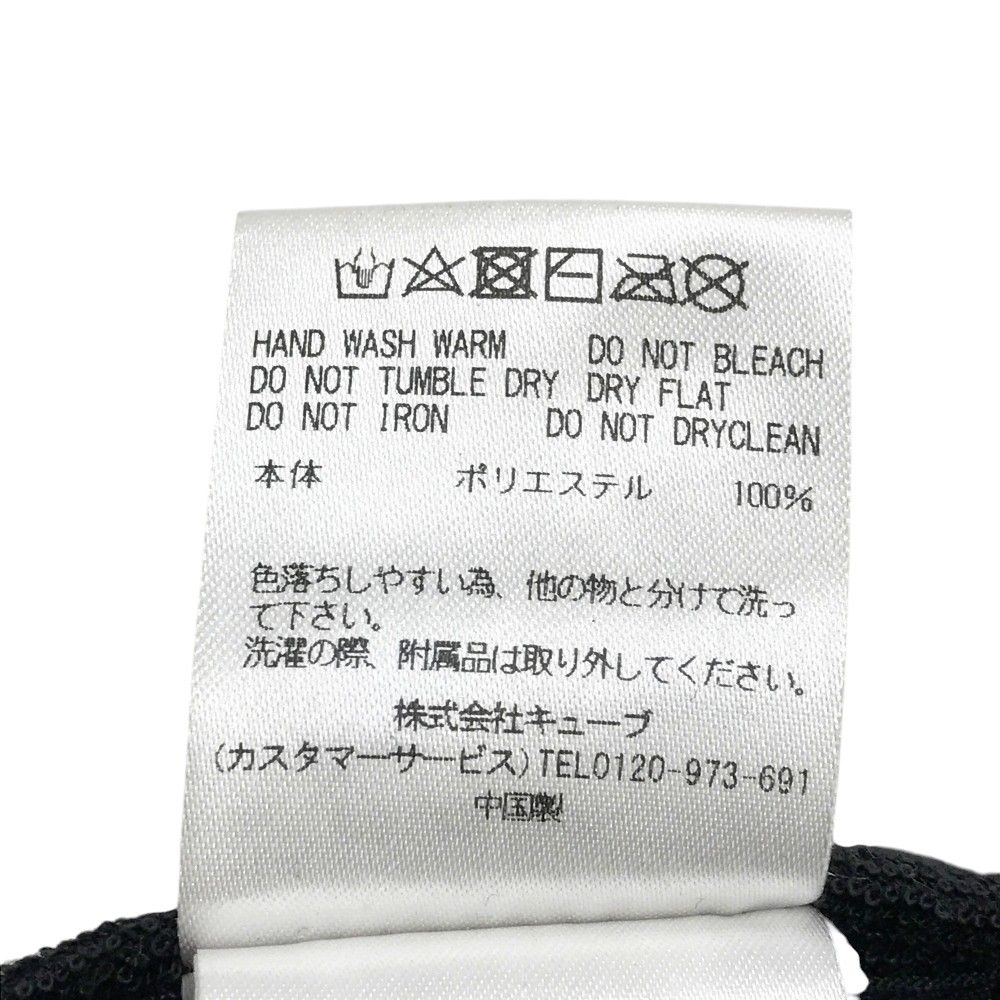 HAND WASH WARM DO NOT BLEACH
DO NOT TUMBLE DRY DRY FLAT
DO NOT IRON DO NOT DRYCLEAN
本体 ポリエステル 100%
色落ちしやすい為、他の物と分けて洗っ
て下さい。
洗濯の際、附属品は取り外してください。
株式会社キューブ
(カスタマーサービス)TEL0120-973-691
中国製